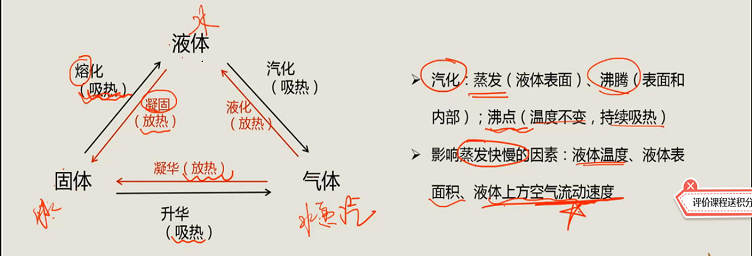 水
液体
熔化
（吸热）
汽化
（吸热）
凝固
（放热）
液化
（放热）
凝华（放热）
固体
气体
升华
（吸热）
冰
水蒸汽
汽化：蒸发（液体表面）、沸腾（表面和
内部）；沸点（温度不变，持续吸热）
影响蒸发快慢的因素：液体温度、液体表
面积、液体上方空气流动速度
评价课程送积分